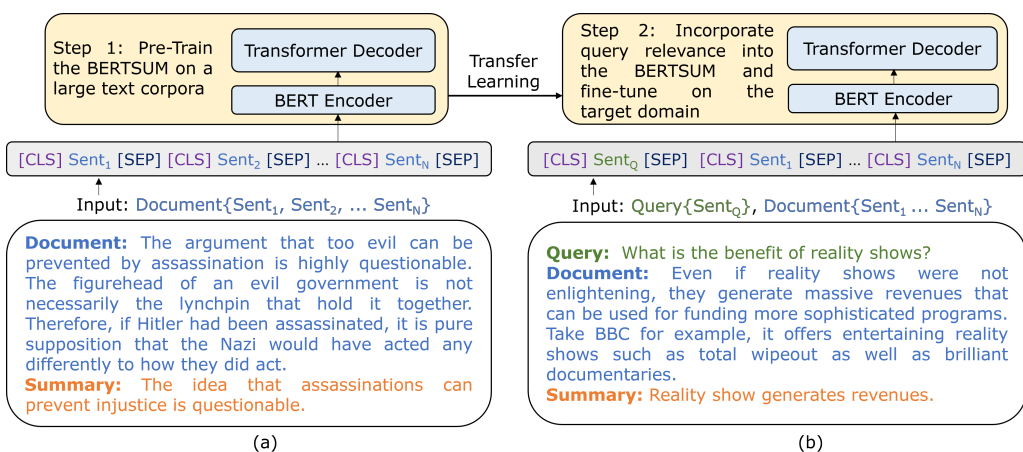 Step 1: Pre-Train
the BERTSUM on a
large text corpora
Transformer Decoder
BERT Encoder
Transfer
Learning
Step 2: Incorporate
query relevance into
the BERTSUM and
fine-tune on the
target domain
Transformer Decoder
BERT Encoder
[CLS] Sent1 [SEP] [CLS] Sent2 [SEP] ... [CLS] SentN [SEP]
Input: Document{Sent1, Sent2, ... SentN}
Document: The argument that too evil can be
prevented by assassination is highly questionable.
The figurehead of an evil government is not
necessarily the lynchpin that hold it together.
Therefore, if Hitler had been assassinated, it is pure
supposition that the Nazi would have acted any
differently to how they did act.
Summary: The idea that assassinations can
prevent injustice is questionable.
(a)
[CLS] SentQ [SEP] [CLS] Sent1 [SEP] ... [CLS] SentN [SEP]
Input: Query{SentQ}, Document{Sent1 ... SentN}
Query: What is the benefit of reality shows?
Document: Even if reality shows were not
enlightening, they generate massive revenues that
can be used for funding more sophisticated programs.
Take BBC for example, it offers entertaining reality
shows such as total wipeout as well as brilliant
documentaries.
Summary: Reality show generates revenues.
(b)